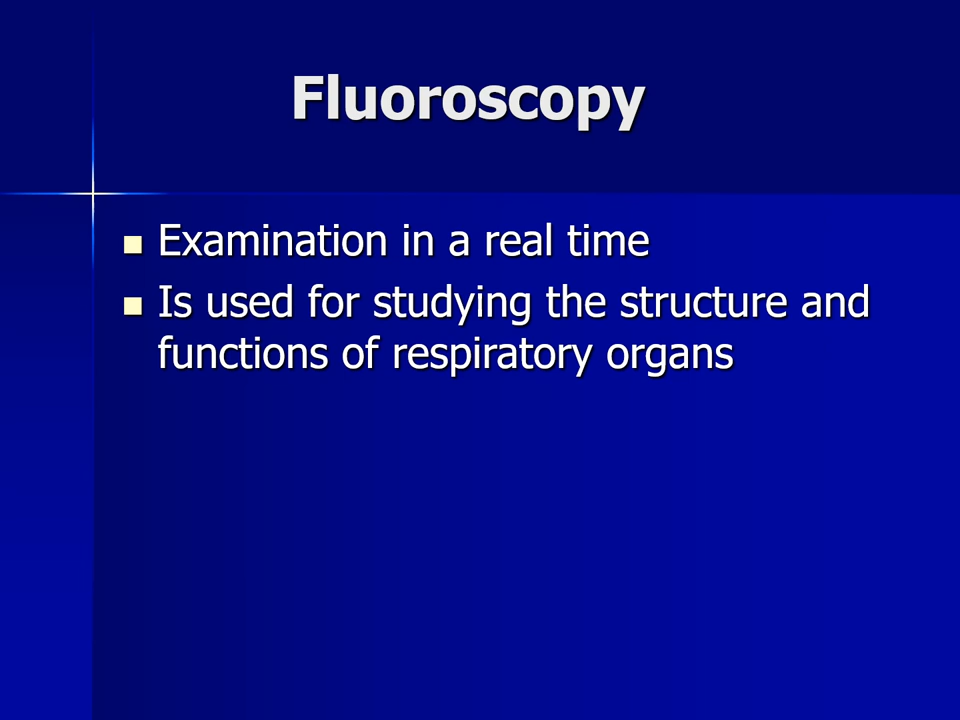 Fluoroscopy
Examination in a real time
Is used for studying the structure and
functions of respiratory organs